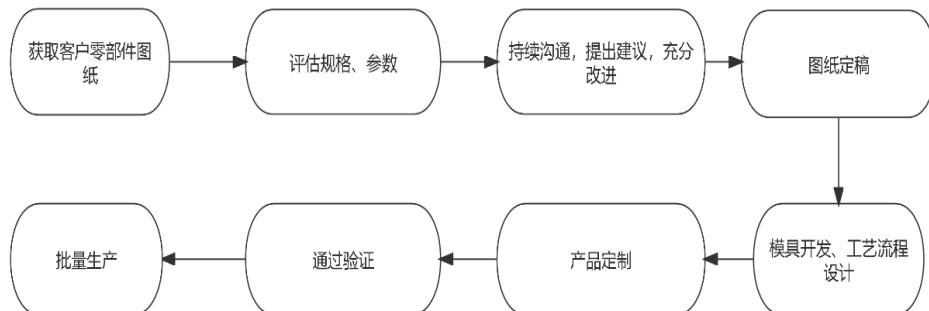 获取客户零部件图
纸
评估规格、参数
持续沟通，提出建议，充分
改进
图纸定稿
模具开发、工艺流程
设计
产品定制
通过验证
批量生产